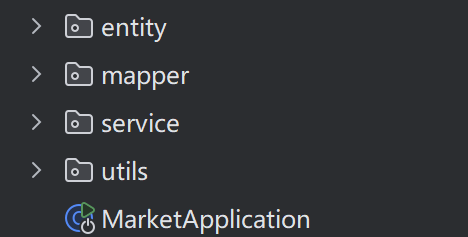 entity
mapper
service
utils
MarketApplication